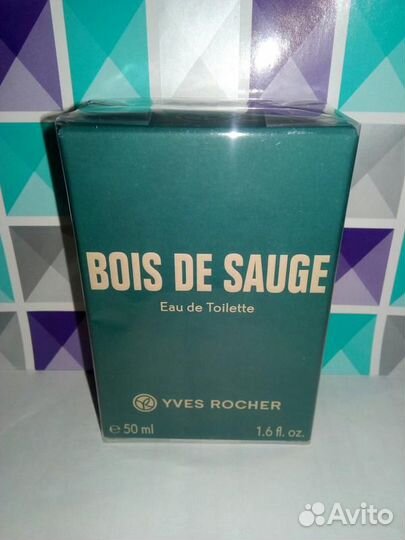 BOIS DE SAUGE
Eau de Toilette
YVES ROCHER
℮ 50 ml 1.6 fl. oz.
Avito